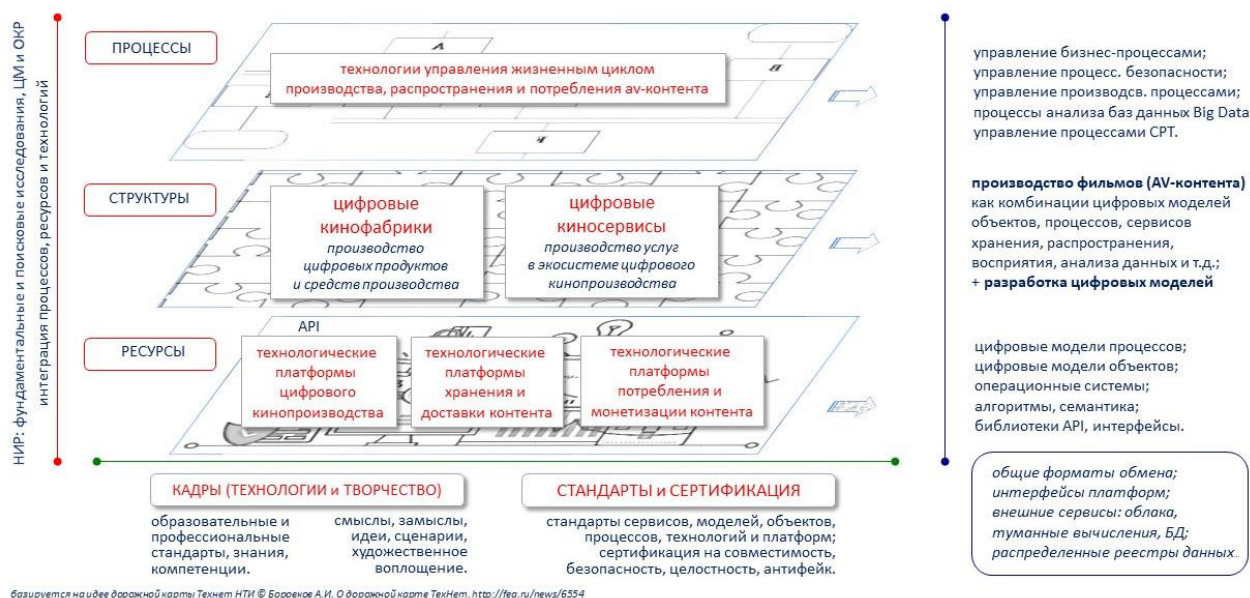 НИР: фундаментальные и поисковые исследования, ЦМ и ОКР
интеграция процессов, ресурсов и технологий
ПРОЦЕССЫ
технологии управления жизненным циклом
производства, распространения и потребления av-контента
управление бизнес-процессами;
управление процесс. безопасности;
управление производсв. процессами;
процессы анализа баз данных Big Data
управление процессами СРТ.
СТРУКТУРЫ
цифровые
кинофабрики
производство
цифровых продуктов
и средств производства
цифровые
киносервисы
производство услуг
в экосистеме цифрового
кинопроизводства
производство фильмов (AV-контента)
как комбинации цифровых моделей
объектов, процессов, сервисов
хранения, распространения,
восприятия, анализа данных и т.д.;
+ разработка цифровых моделей
РЕСУРСЫ
API
технологические
платформы
цифрового
кинопроизводства
технологические
платформы
хранения и
доставки контента
технологические
платформы
потребления и
монетизации контента
цифровые модели процессов;
цифровые модели объектов;
операционные системы;
алгоритмы, семантика;
библиотеки API, интерфейсы.
КАДРЫ (ТЕХНОЛОГИИ и ТВОРЧЕСТВО)
образовательные и
профессиональные
стандарты, знания,
компетенции.
смыслы, замыслы,
идеи, сценарии,
художественное
воплощение.
СТАНДАРТЫ и СЕРТИФИКАЦИЯ
стандарты сервисов, моделей, объектов,
процессов, технологий и платформ;
сертификация на совместимость,
безопасность, целостность, антифейк.
общие форматы обмена;
интерфейсы платформ;
внешние сервисы: облака,
туманные вычисления, БД;
распределенные реестры данных...
базируется на идее дорожной карты Технет НТИ © Боровков А.И. О дорожной карте ТехНет. http://fea.ru/news/6554